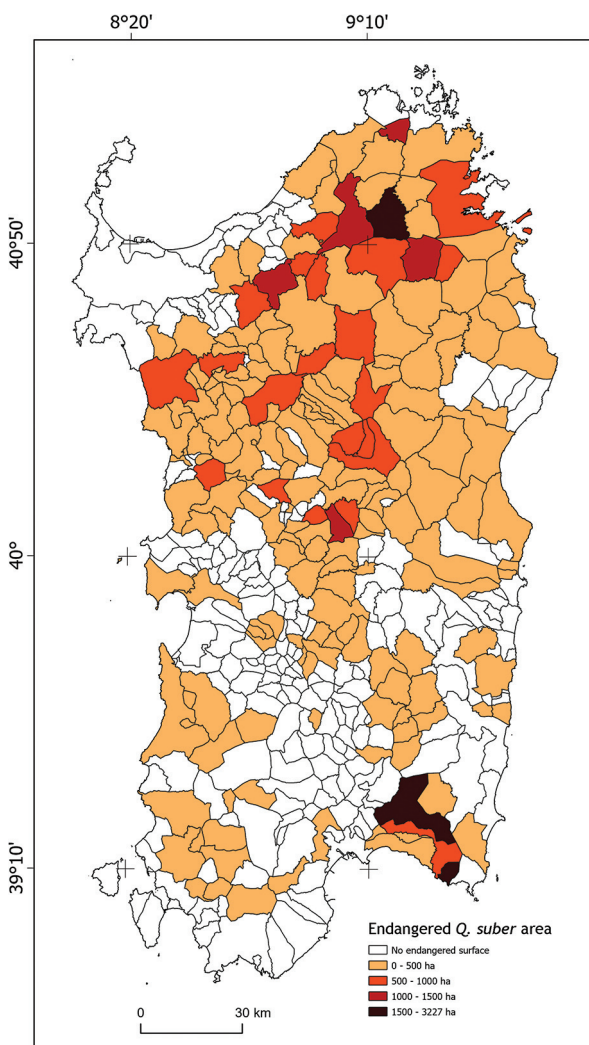 8°20'
9°10'
40°50'
40°
39°10'
Endangered Q. suber area
No endangered surface
0 - 500 ha
500 - 1000 ha
1000 - 1500 ha
1500 - 3227 ha
0
30 km